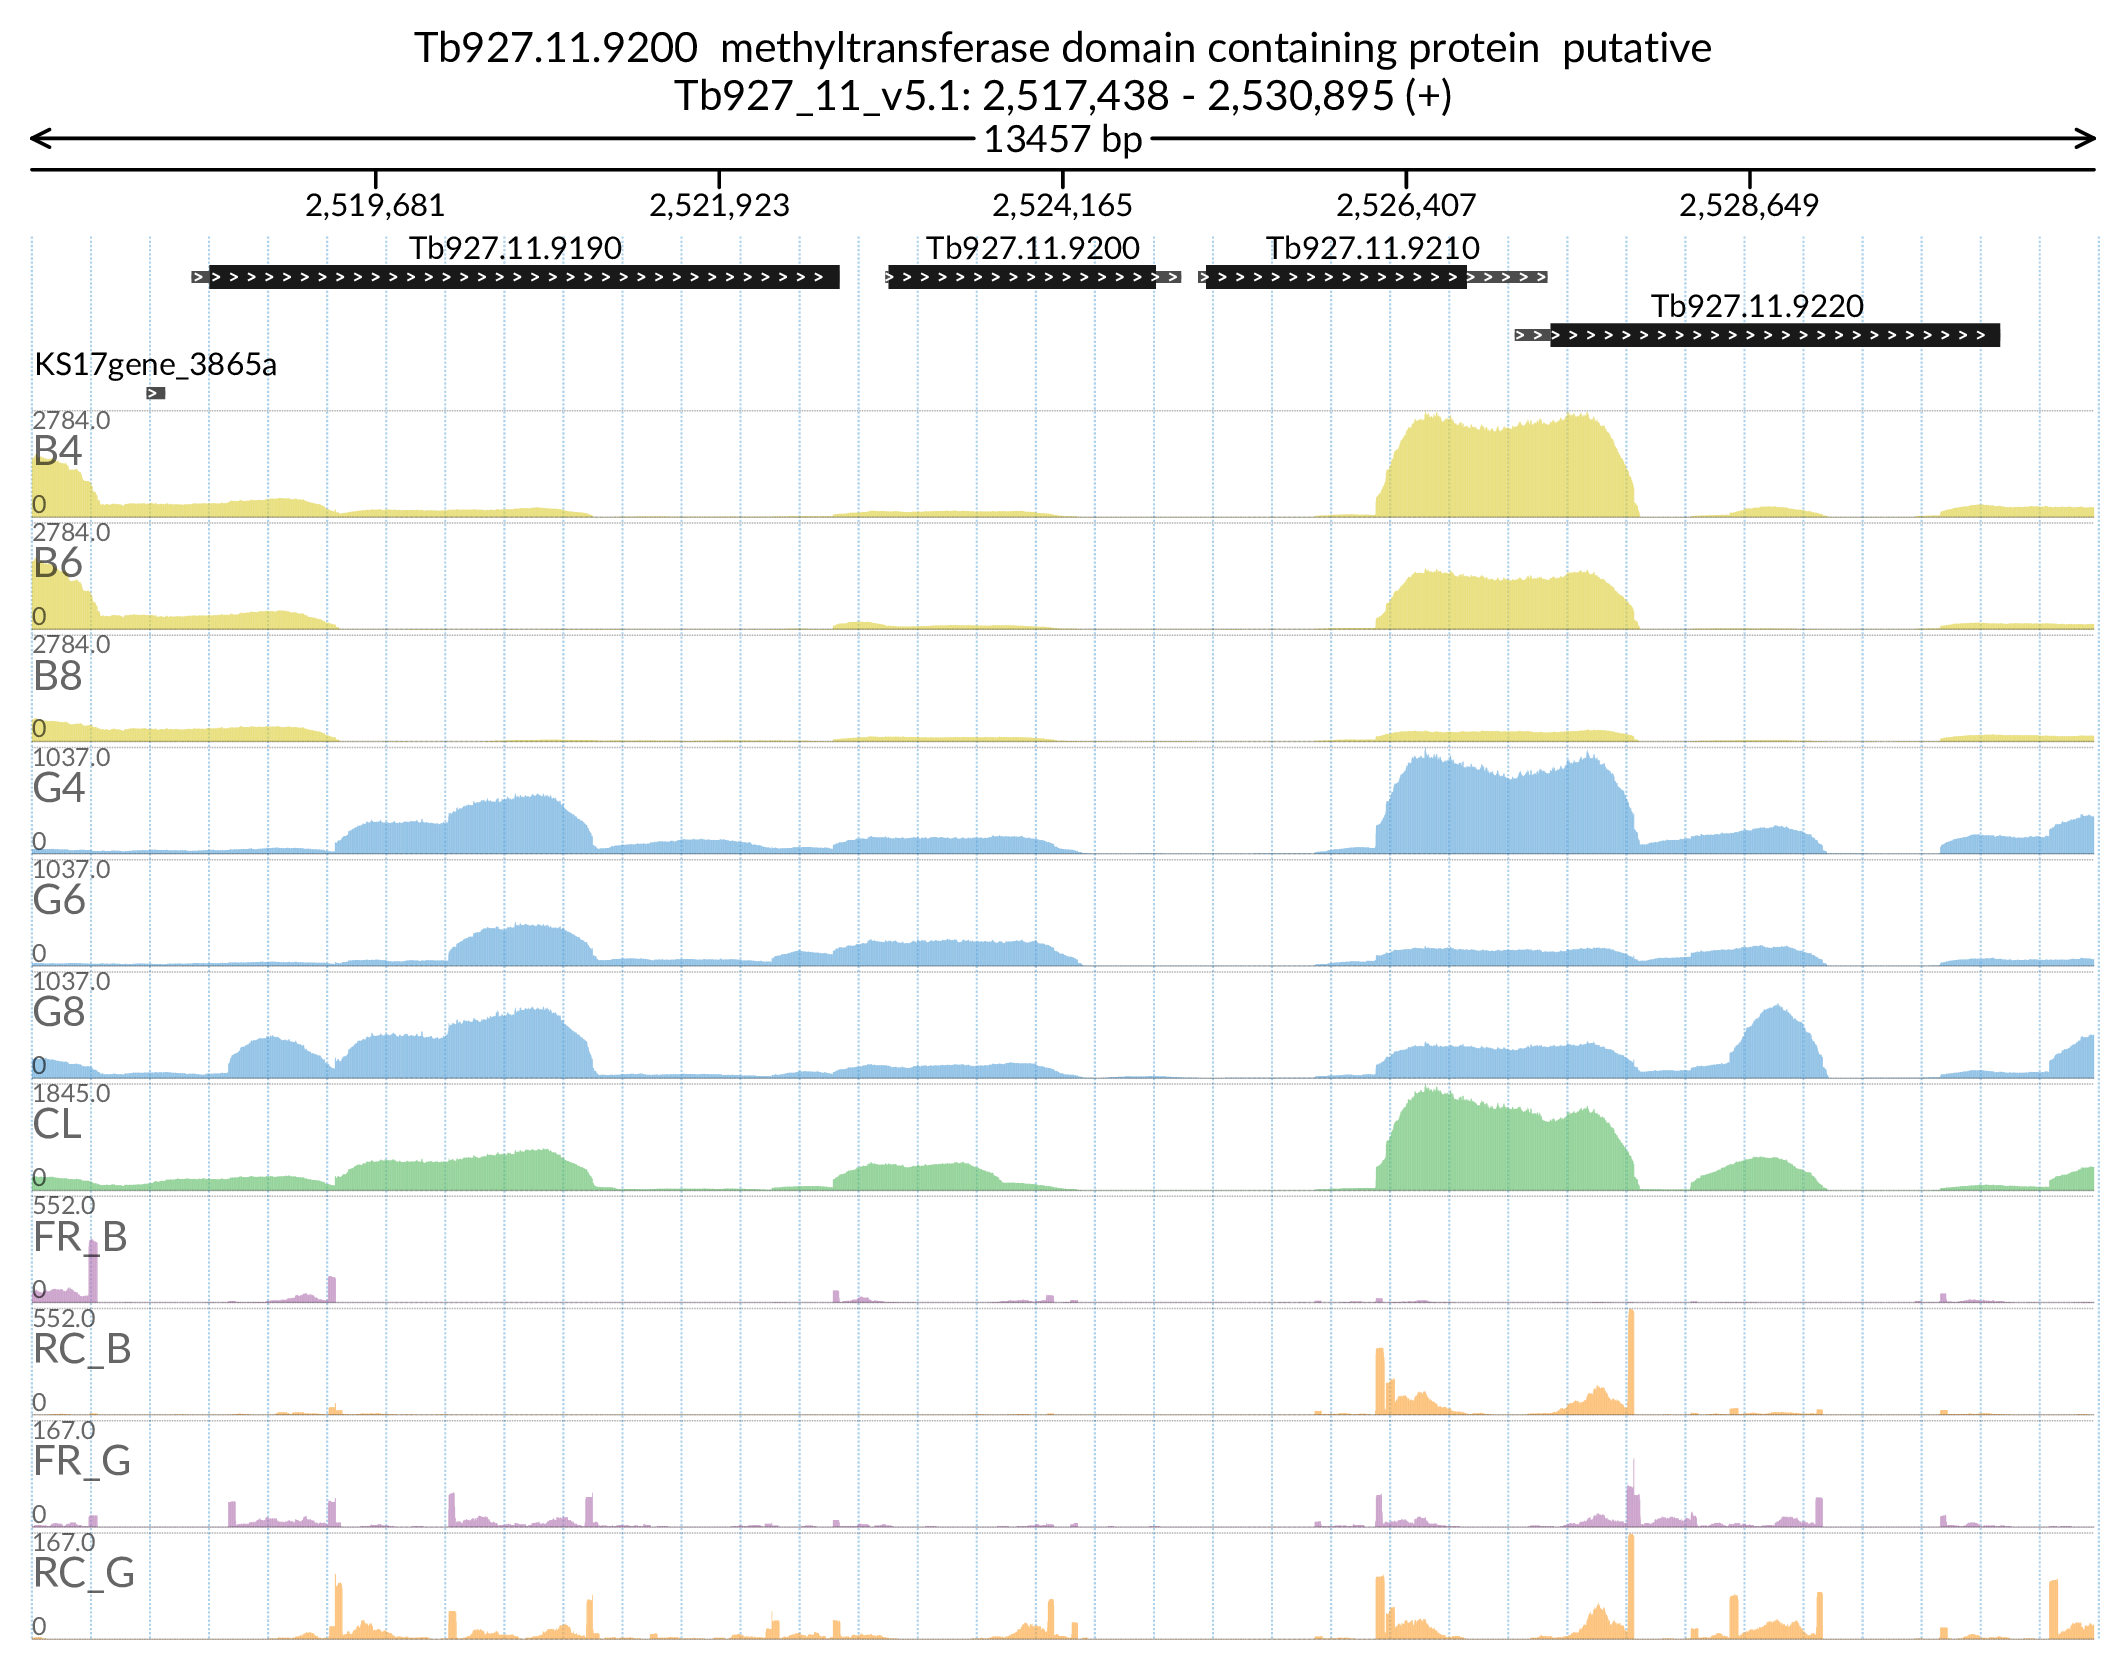 Tb927.11.9200  methyltransferase domain containing protein  putative
Tb927_11_v5.1: 2,517,438 - 2,530,895 (+)
13457 bp
2,519,681 2,521,923 2,524,165 2,526,407 2,528,649
Tb927.11.9190 Tb927.11.9200 Tb927.11.9210
Tb927.11.9220
KS17gene_3865a
2784.0
B4
0
2784.0
B6
0
2784.0
B8
0
1037.0
G4
0
1037.0
G6
0
1037.0
G8
0
1845.0
CL
0
552.0
FR_B
0
552.0
RC_B
0
167.0
FR_G
0
167.0
RC_G
0